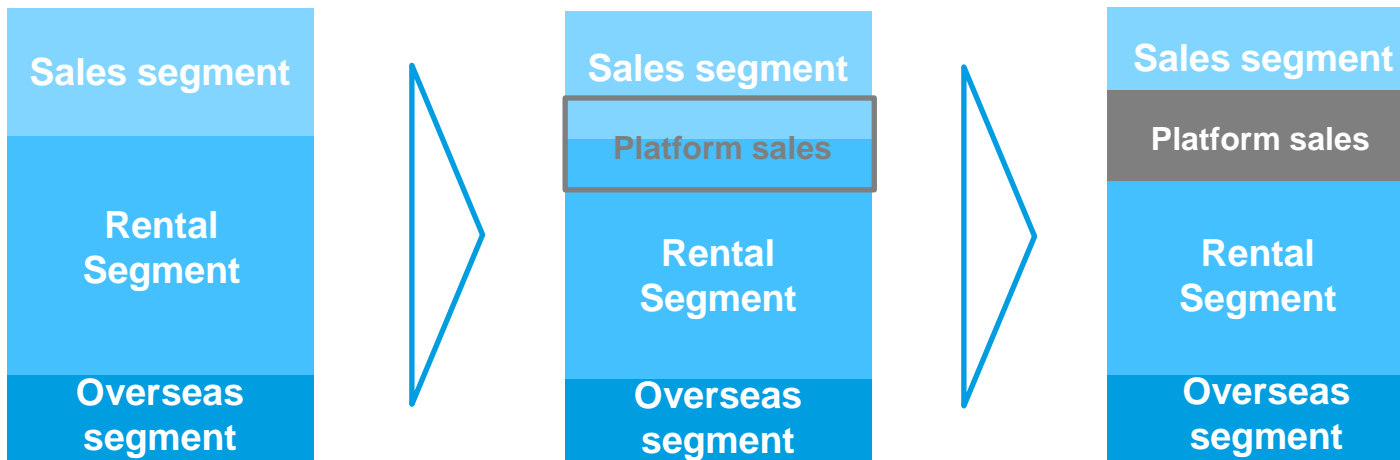 Sales segment
Rental
Segment
Overseas
segment
Sales segment
Platform sales
Rental
Segment
Overseas
segment
Sales segment
Platform sales
Rental
Segment
Overseas
segment